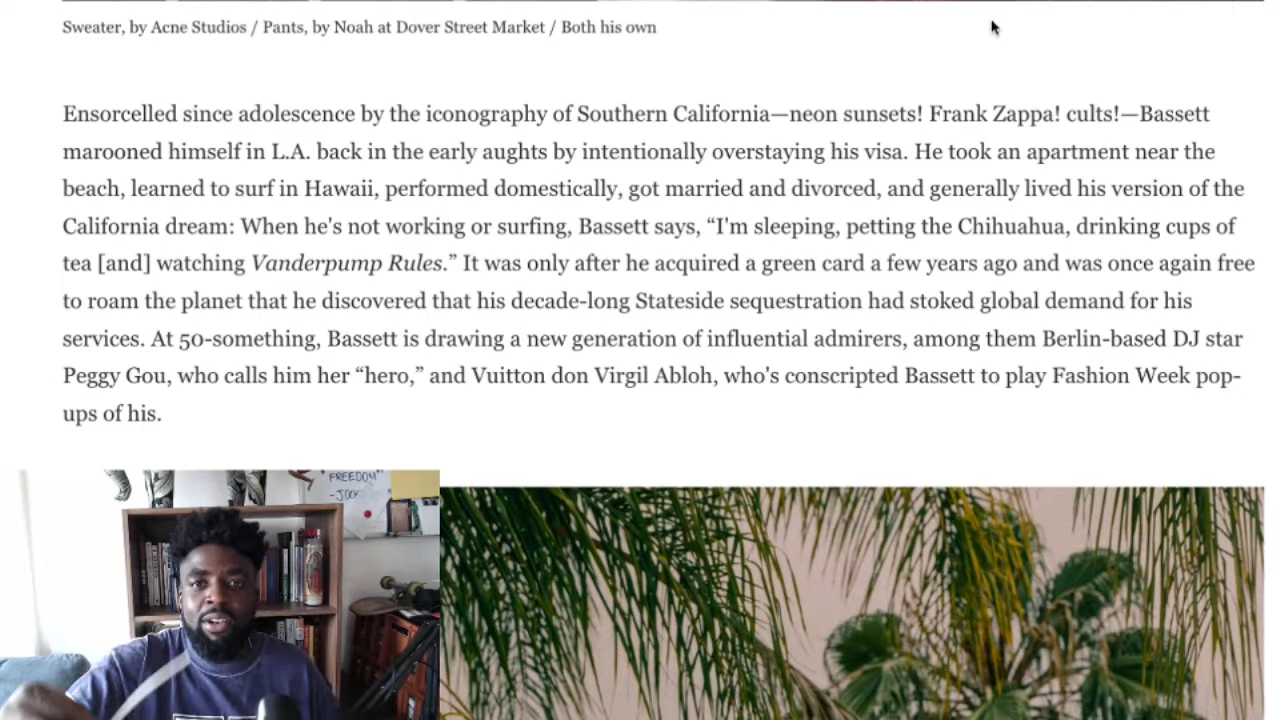 Sweater, by Acne Studios / Pants, by Noah at Dover Street Market / Both his own
Ensorcelled since adolescence by the iconography of Southern California—neon sunsets! Frank Zappa! cults!—Bassett
marooned himself in L.A. back in the early aughts by intentionally overstaying his visa. He took an apartment near the
beach, learned to surf in Hawaii, performed domestically, got married and divorced, and generally lived his version of the
California dream: When he's not working or surfing, Bassett says, “I'm sleeping, petting the Chihuahua, drinking cups of
tea [and] watching Vanderpump Rules.” It was only after he acquired a green card a few years ago and was once again free
to roam the planet that he discovered that his decade-long Stateside sequestration had stoked global demand for his
services. At 50-something, Bassett is drawing a new generation of influential admirers, among them Berlin-based DJ star
Peggy Gou, who calls him her “hero,” and Vuitton don Virgil Abloh, who's conscripted Bassett to play Fashion Week pop-
ups of his.
FREEDOM"
-JOCK